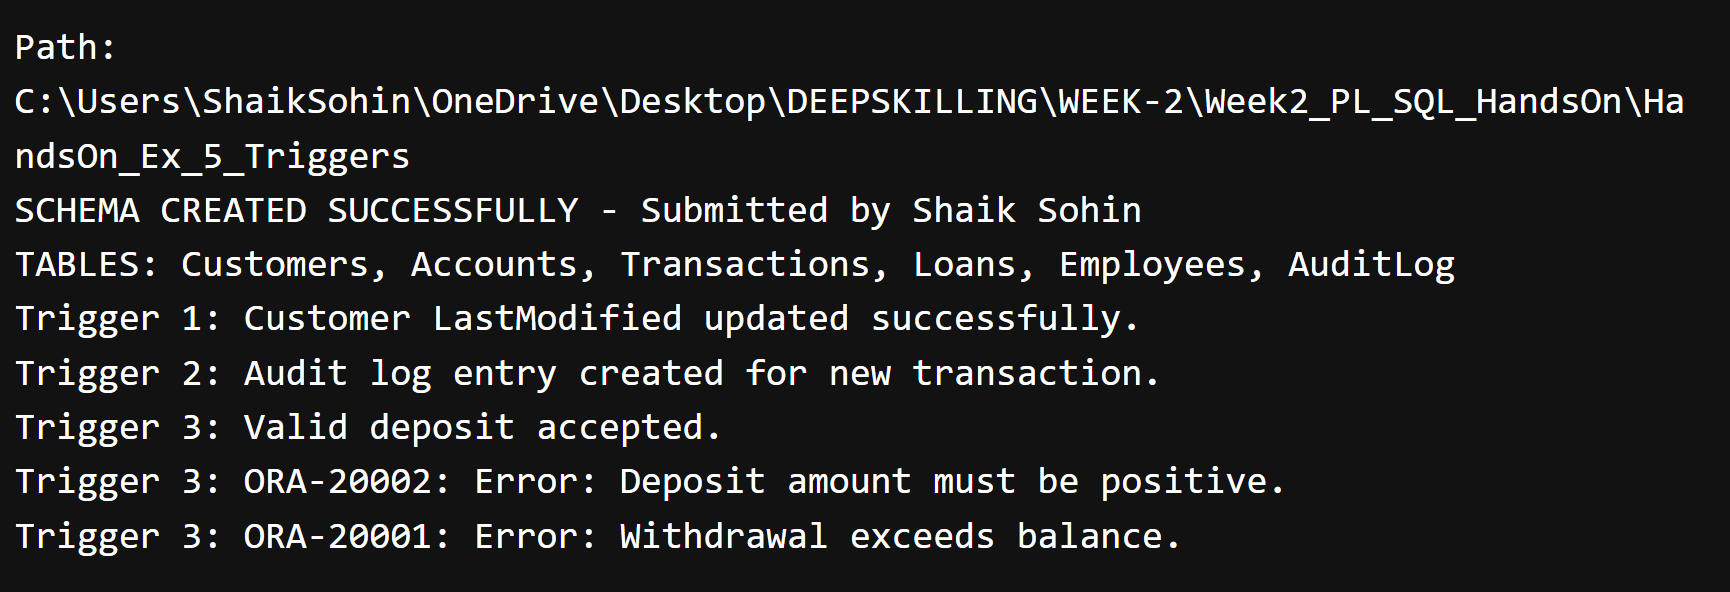 Path:
C:\Users\ShaikSohin\OneDrive\Desktop\DEEPSKILLING\WEEK-2\Week2_PL_SQL_HandsOn\Ha
ndsOn_Ex_5_Triggers
SCHEMA CREATED SUCCESSFULLY - Submitted by Shaik Sohin
TABLES: Customers, Accounts, Transactions, Loans, Employees, AuditLog
Trigger 1: Customer LastModified updated successfully.
Trigger 2: Audit log entry created for new transaction.
Trigger 3: Valid deposit accepted.
Trigger 3: ORA-20002: Error: Deposit amount must be positive.
Trigger 3: ORA-20001: Error: Withdrawal exceeds balance.